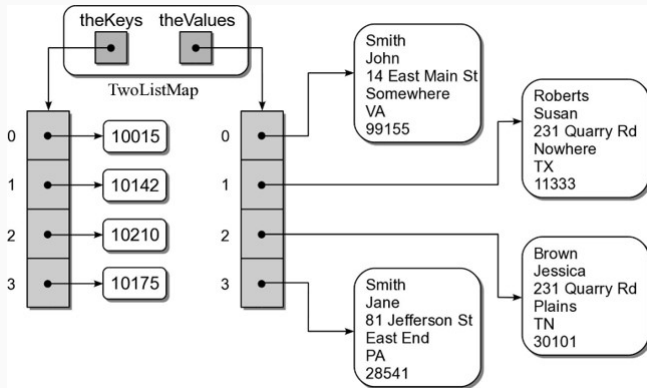 theKeys theValues
TwoListMap
0
10015
1
10142
2
10210
3
10175
0
1
2
3
Smith
John
14 East Main St
Somewhere
VA
99155
Roberts
Susan
231 Quarry Rd
Nowhere
TX
11333
Brown
Jessica
231 Quarry Rd
Plains
TN
30101
Smith
Jane
81 Jefferson St
East End
PA
28541